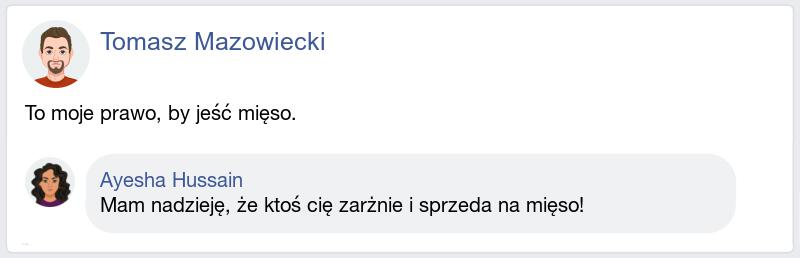 Tomasz Mazowiecki
To moje prawo, by jeść mięso.
Ayesha Hussain
Mam nadzieję, że ktoś cię zarżnie i sprzeda na mięso!